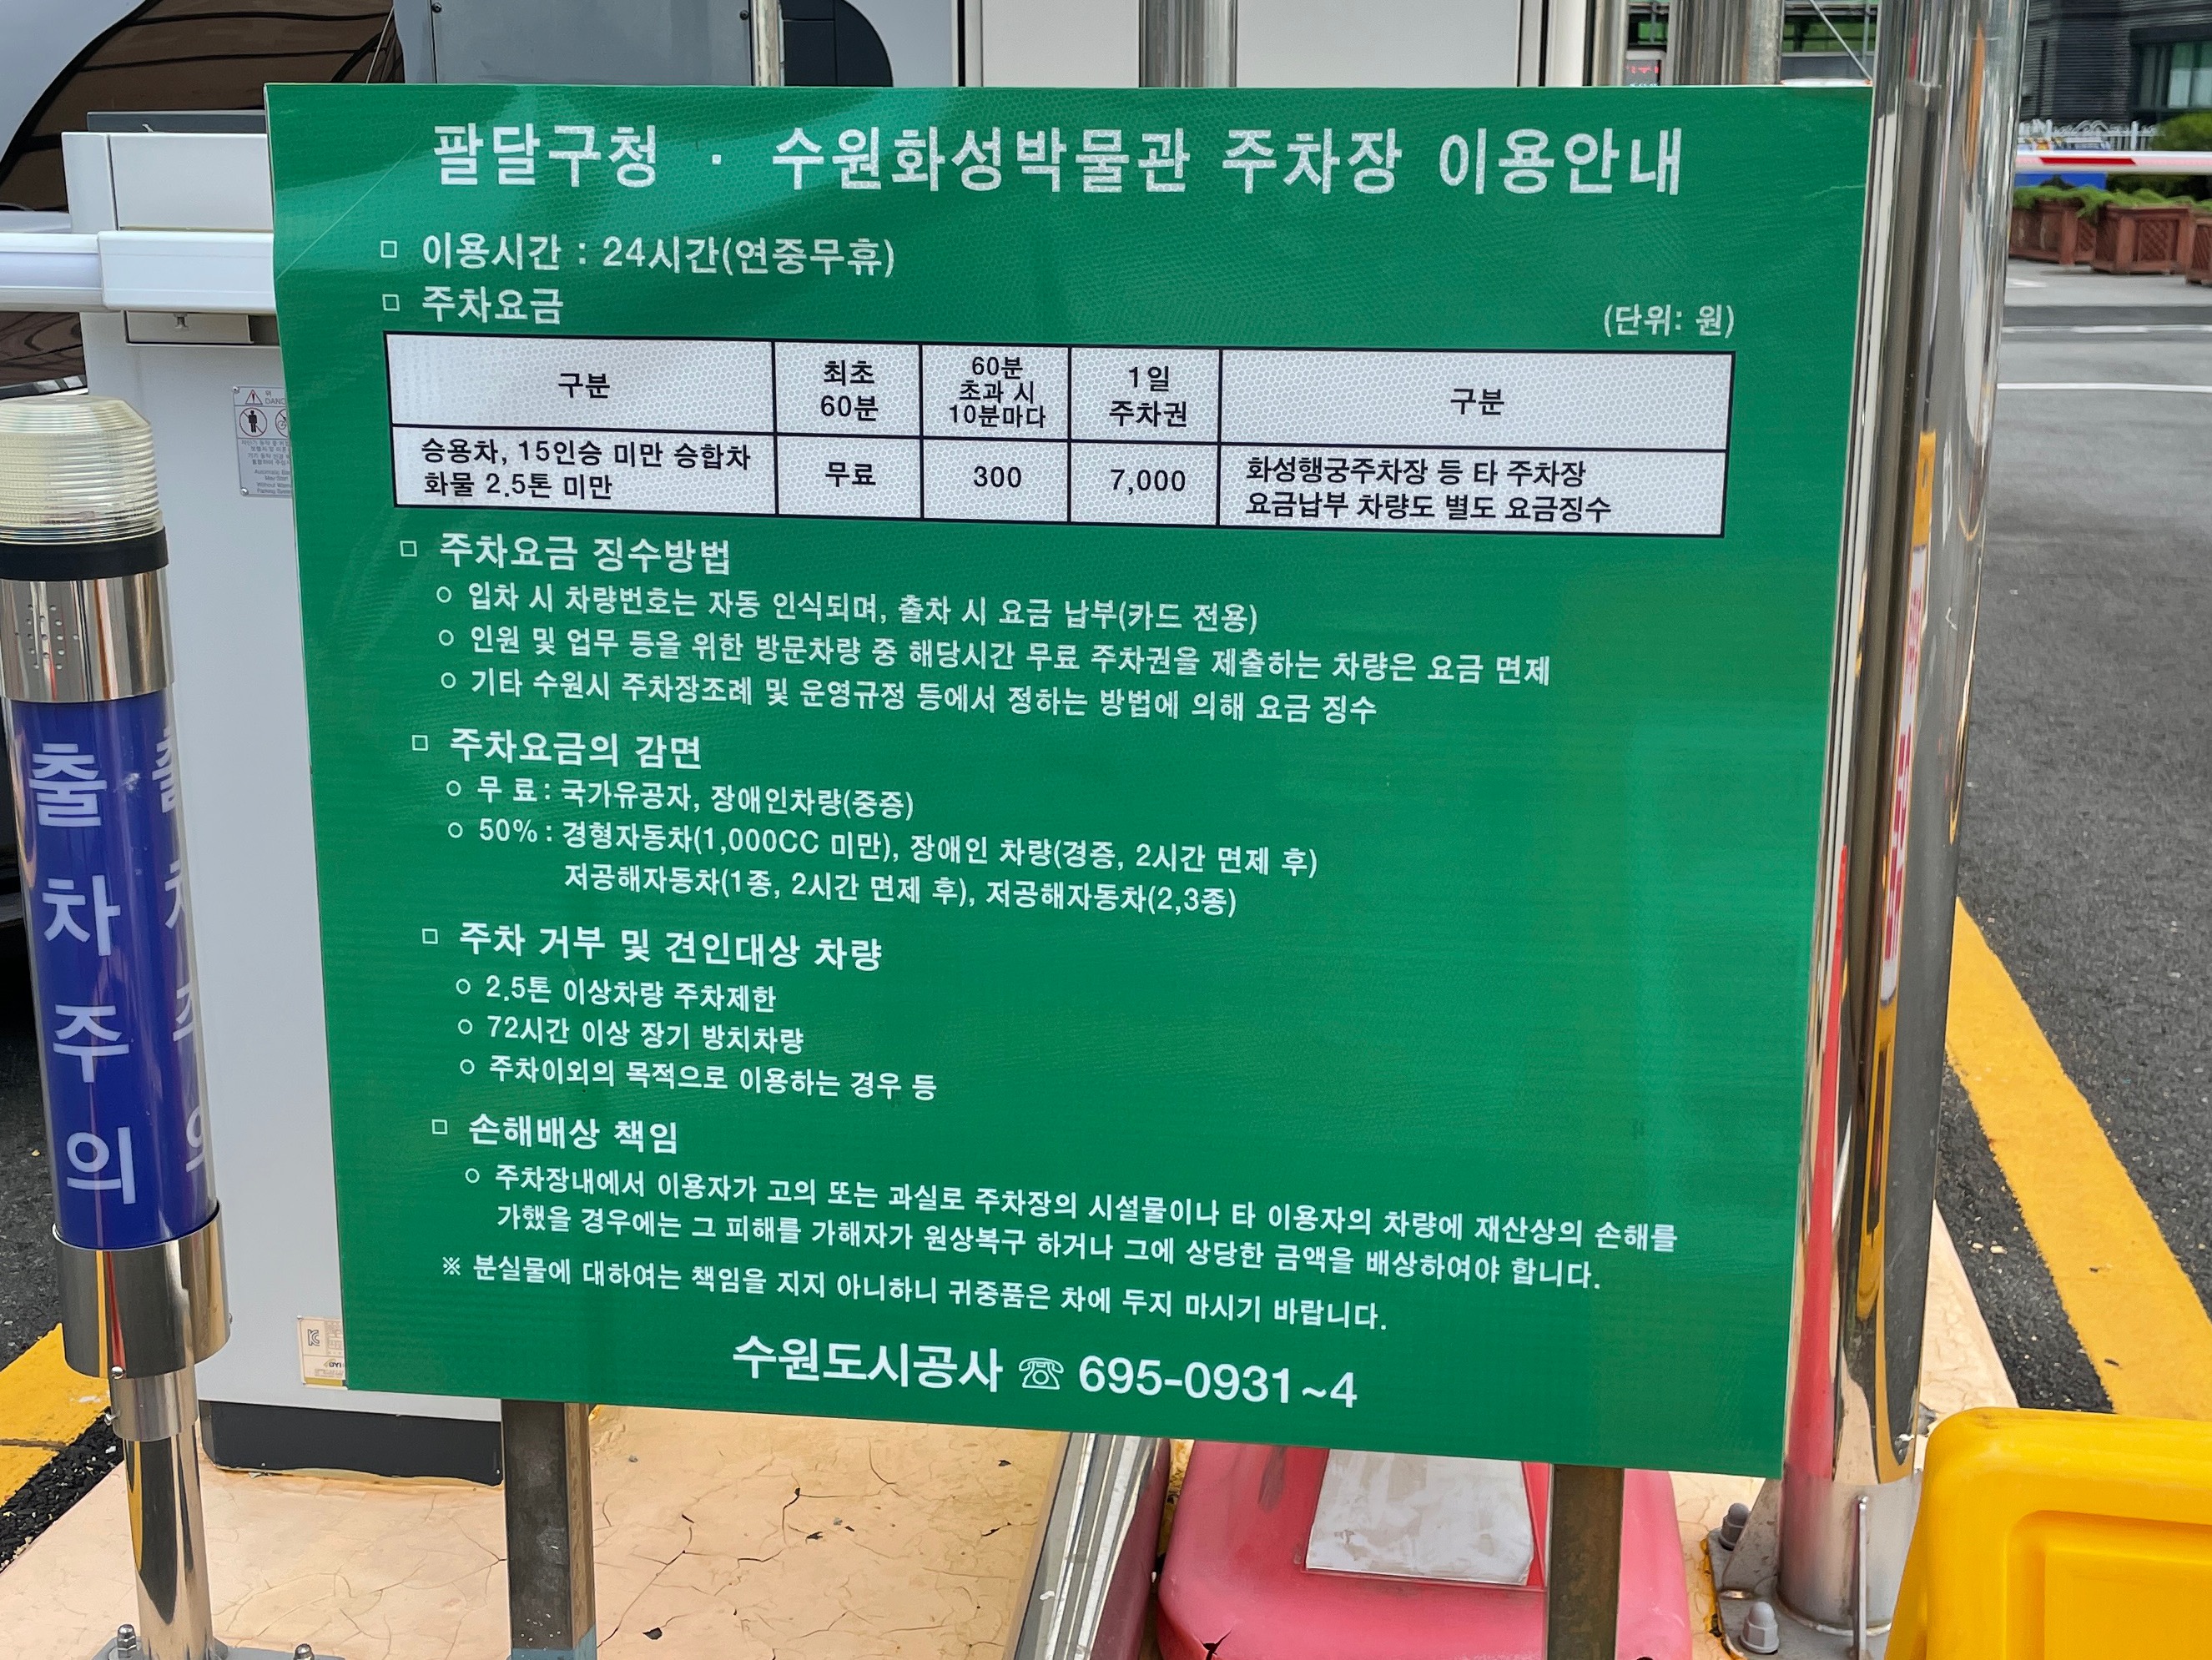 팔달구청 · 수원화성박물관 주차장 이용안내
□ 이용시간 : 24시간(연중무휴)
□ 주차요금
(단위: 원)
구분 최초 60분 60분 초과 시 10분마다 1일 주차권 구분
승용차, 15인승 미만 승합차 화물 2.5톤 미만 무료 300 7,000 화성행궁주차장 등 타 주차장 요금납부 차량도 별도 요금징수
□ 주차요금 징수방법
○ 입차 시 차량번호는 자동 인식되며, 출차 시 요금 납부(카드 전용)
○ 인원 및 업무 등을 위한 방문차량 중 해당시간 무료 주차권을 제출하는 차량은 요금 면제
○ 기타 수원시 주차장조례 및 운영규정 등에서 정하는 방법에 의해 요금 징수
□ 주차요금의 감면
○ 무 료 : 국가유공자, 장애인차량(중증)
○ 50% : 경형자동차(1,000CC 미만), 장애인 차량(경증, 2시간 면제 후)
저공해자동차(1종, 2시간 면제 후), 저공해자동차(2,3종)
□ 주차 거부 및 견인대상 차량
○ 2.5톤 이상차량 주차제한
○ 72시간 이상 장기 방치차량
○ 주차이외의 목적으로 이용하는 경우 등
□ 손해배상 책임
○ 주차장내에서 이용자가 고의 또는 과실로 주차장의 시설물이나 타 이용자의 차량에 재산상의 손해를
가했을 경우에는 그 피해를 가해자가 원상복구 하거나 그에 상당한 금액을 배상하여야 합니다.
※ 분실물에 대하여는 책임을 지지 아니하니 귀중품은 차에 두지 마시기 바랍니다.
수원도시공사 ☏ 695-0931~4
출차주의